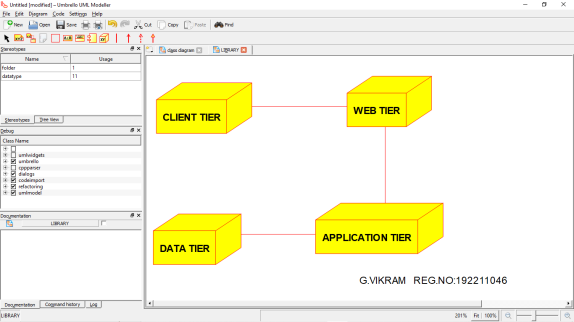 Untitled [modified] – Umbrello UML Modeller
File Edit Diagram Code Settings Help
New Open Save Cut Copy Paste Find
Stereotypes
Name Usage
folder 1
datatype 11
Stereotypes Tree View
Debug
Class Name
umlwidgets
umbrello
cppparser
dialogs
codeimport
refactoring
umlmodel
Documentation
LIBRARY
Documentation Command history Log
class diagram LIBRARY
CLIENT TIER
WEB TIER
DATA TIER
APPLICATION TIER
G.VIKRAM REG.NO:192211046
LIBRARY
201% Fit 100%